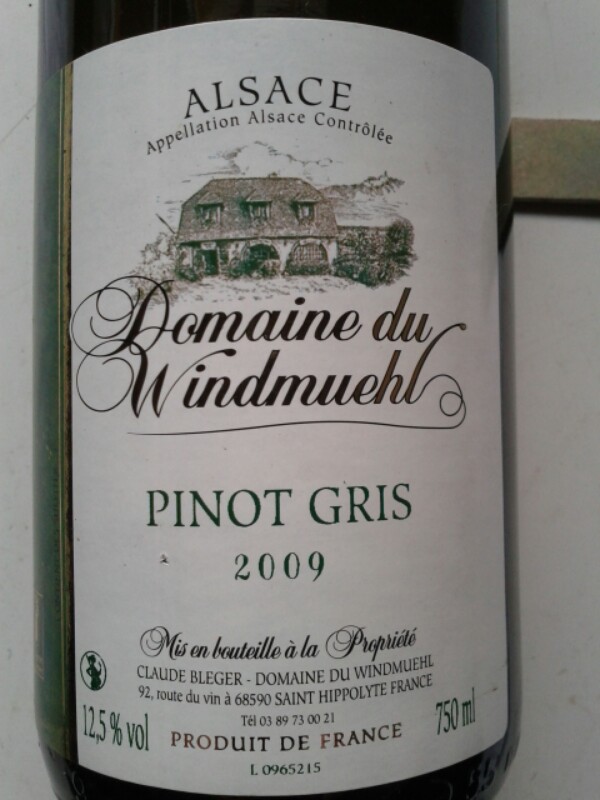 ALSACE
Appellation Alsace Contrôlée
Domaine du
Windmuehl
PINOT GRIS
2009
Mis en bouteille à la Propriété
CLAUDE BLEGER - DOMAINE DU WINDMUEHL
92, route du vin à 68590 SAINT HIPPOLYTE FRANCE
Tél 03 89 73 00 21
12,5 % vol
PRODUIT DE FRANCE
750 ml
L 0965215